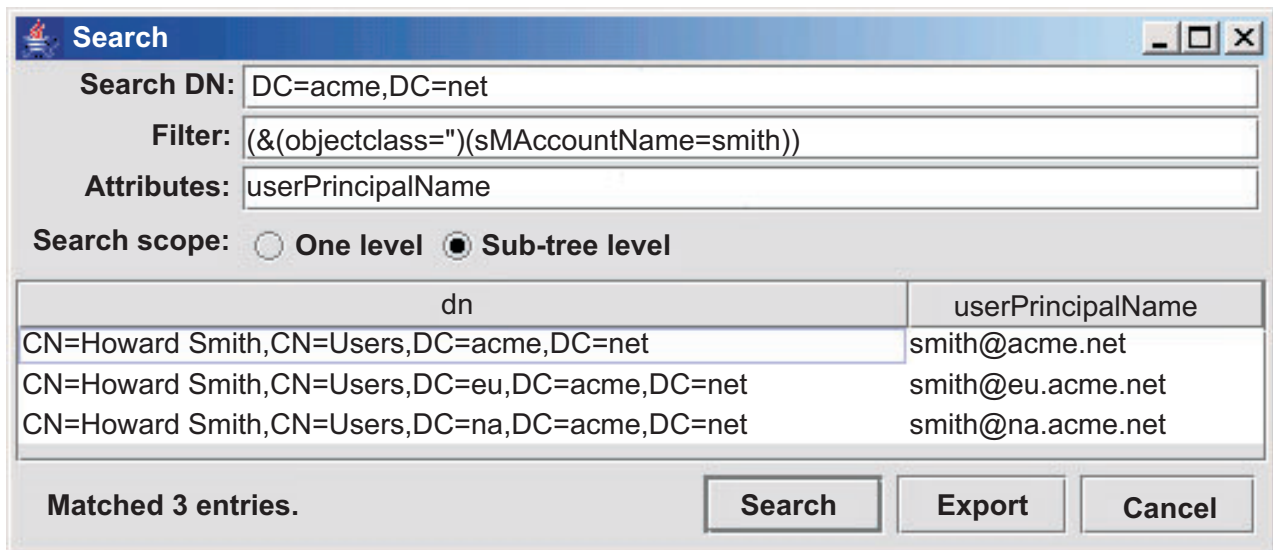 Search
Search DN: DC=acme,DC=net
Filter: (&(objectclass=")(sMAccountName=smith))
Attributes: userPrincipalName
Search scope: One level Sub-tree level
dn userPrincipalName
CN=Howard Smith,CN=Users,DC=acme,DC=net smith@acme.net
CN=Howard Smith,CN=Users,DC=eu,DC=acme,DC=net smith@eu.acme.net
CN=Howard Smith,CN=Users,DC=na,DC=acme,DC=net smith@na.acme.net
Matched 3 entries. Search Export Cancel